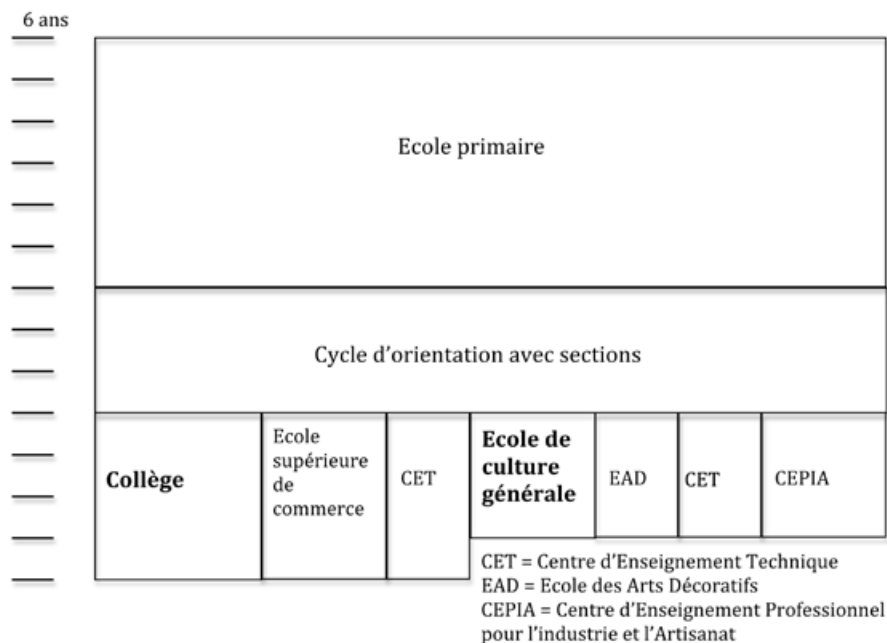 6 ans
Ecole primaire
Cycle d'orientation avec sections
Collège
Ecole
supérieure
de
commerce
CET
Ecole de
culture
générale
EAD
CET
CEPIA
CET = Centre d'Enseignement Technique
EAD = Ecole des Arts Décoratifs
CEPIA = Centre d'Enseignement Professionnel
pour l'industrie et l'Artisanat